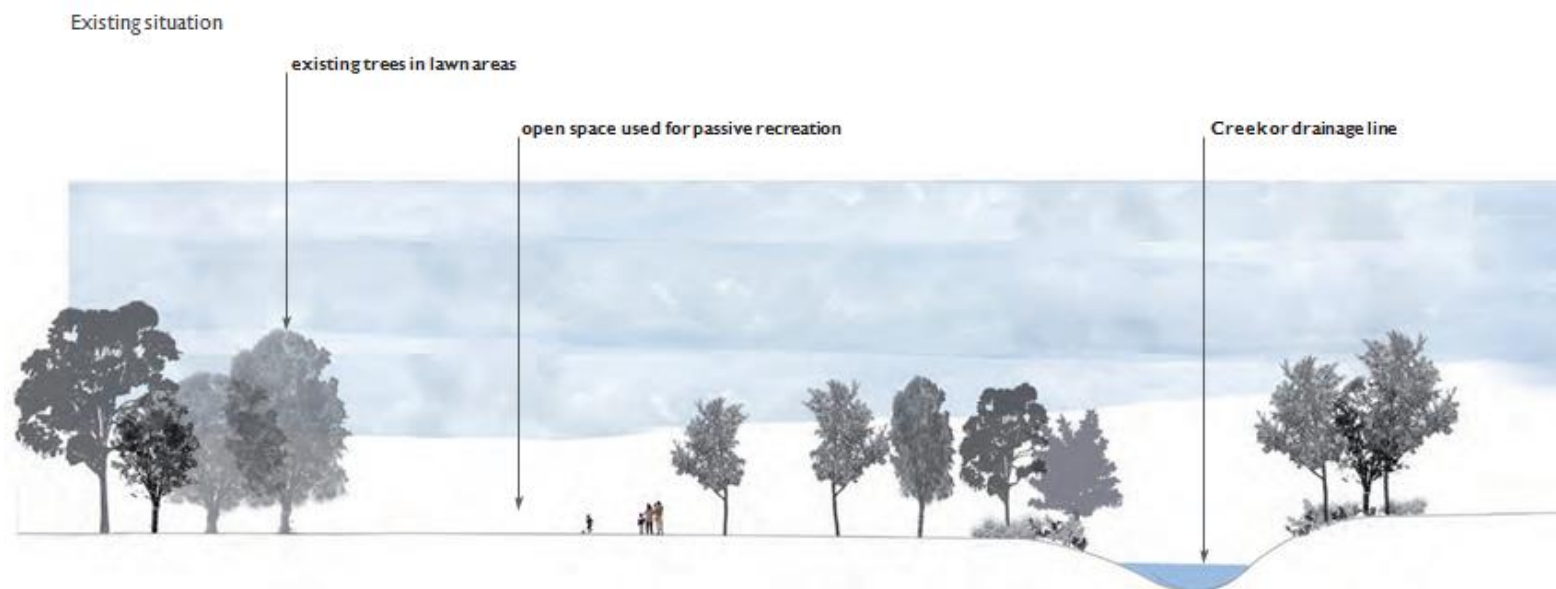 Existing situation
existing trees in lawn areas
open space used for passive recreation
Creek or drainage line